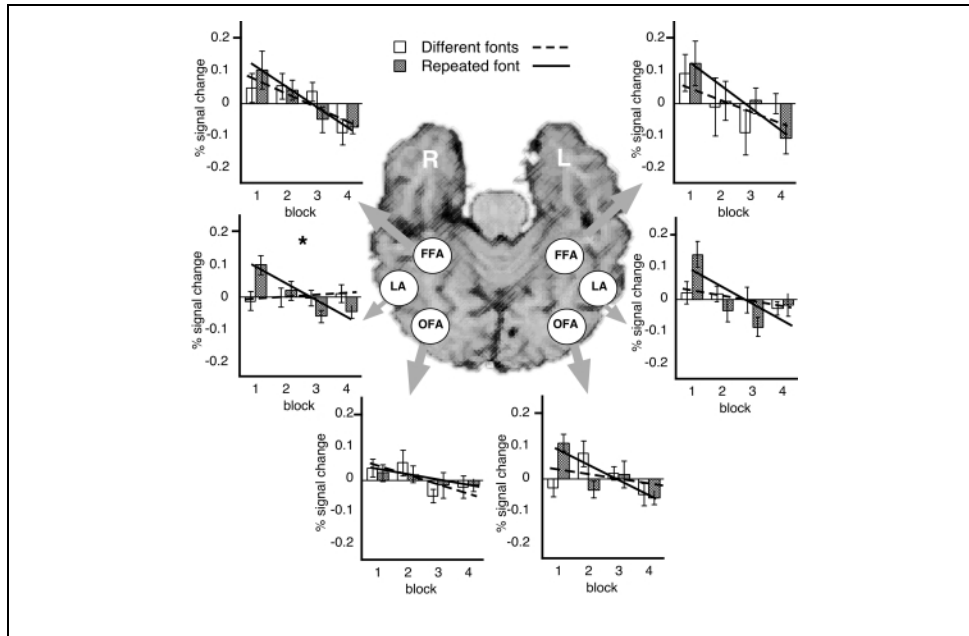 Different fonts
Repeated font
% signal change
0.2
0.1
0
-0.1
-0.2
1 2 3 4
block
% signal change
0.2
0.1
0
-0.1
-0.2
1 2 3 4
block
R L
% signal change
0.2
0.1
0
-0.1
-0.2
1 2 3 4
block
*
FFA FFA
LA LA
OFA OFA
% signal change
0.2
0.1
0
-0.1
-0.2
1 2 3 4
block
% signal change
0.2
0.1
0
-0.1
-0.2
1 2 3 4
block
% signal change
0.2
0.1
0
-0.1
-0.2
1 2 3 4
block